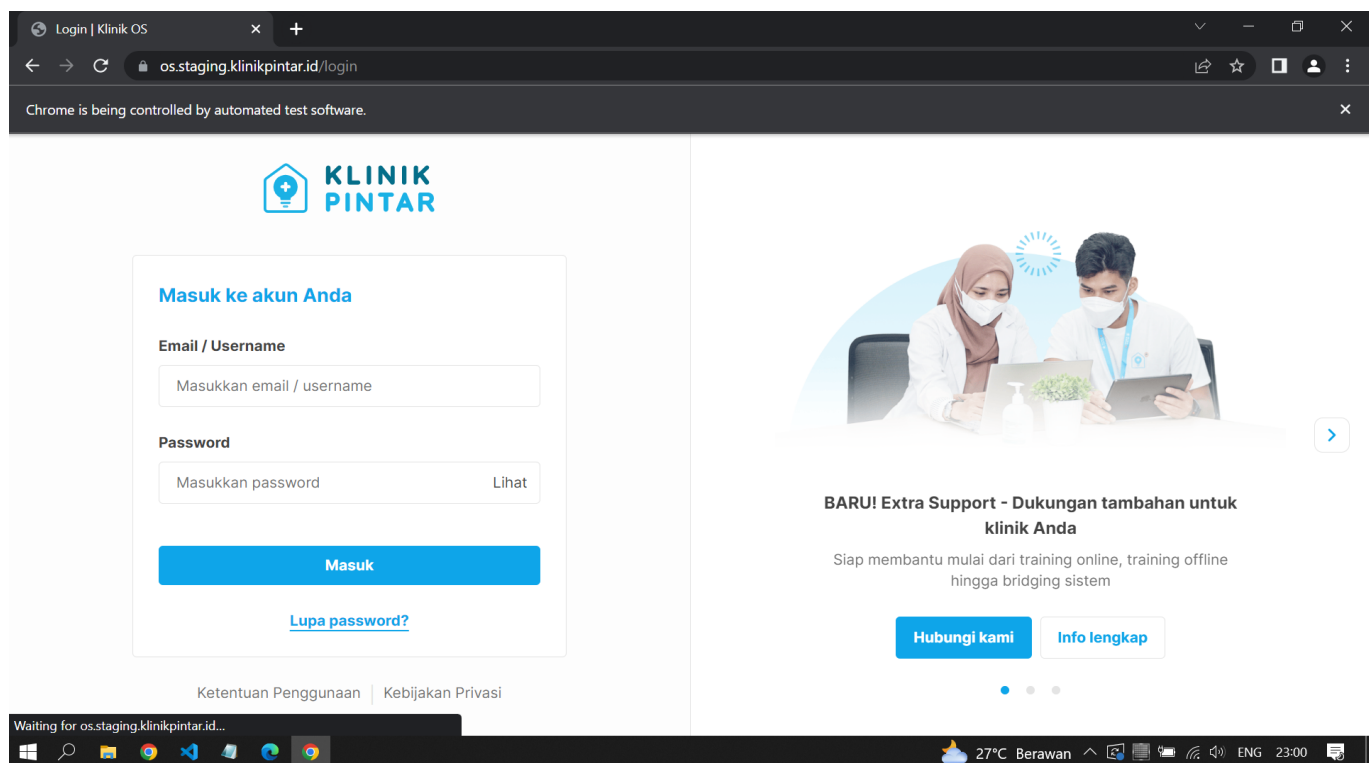 Login | Klinik OS
os.staging.klinikpintar.id/login
Chrome is being controlled by automated test software.
KLINIK
PINTAR
Masuk ke akun Anda
Email / Username
Masukkan email / username
Password
Masukkan password
Lihat
Masuk
Lupa password?
Ketentuan Penggunaan
Kebijakan Privasi
BARU! Extra Support - Dukungan tambahan untuk
klinik Anda
Siap membantu mulai dari training online, training offline
hingga bridging sistem
Hubungi kami
Info lengkap
Waiting for os.staging.klinikpintar.id...
27°C Berawan
ENG
23:00